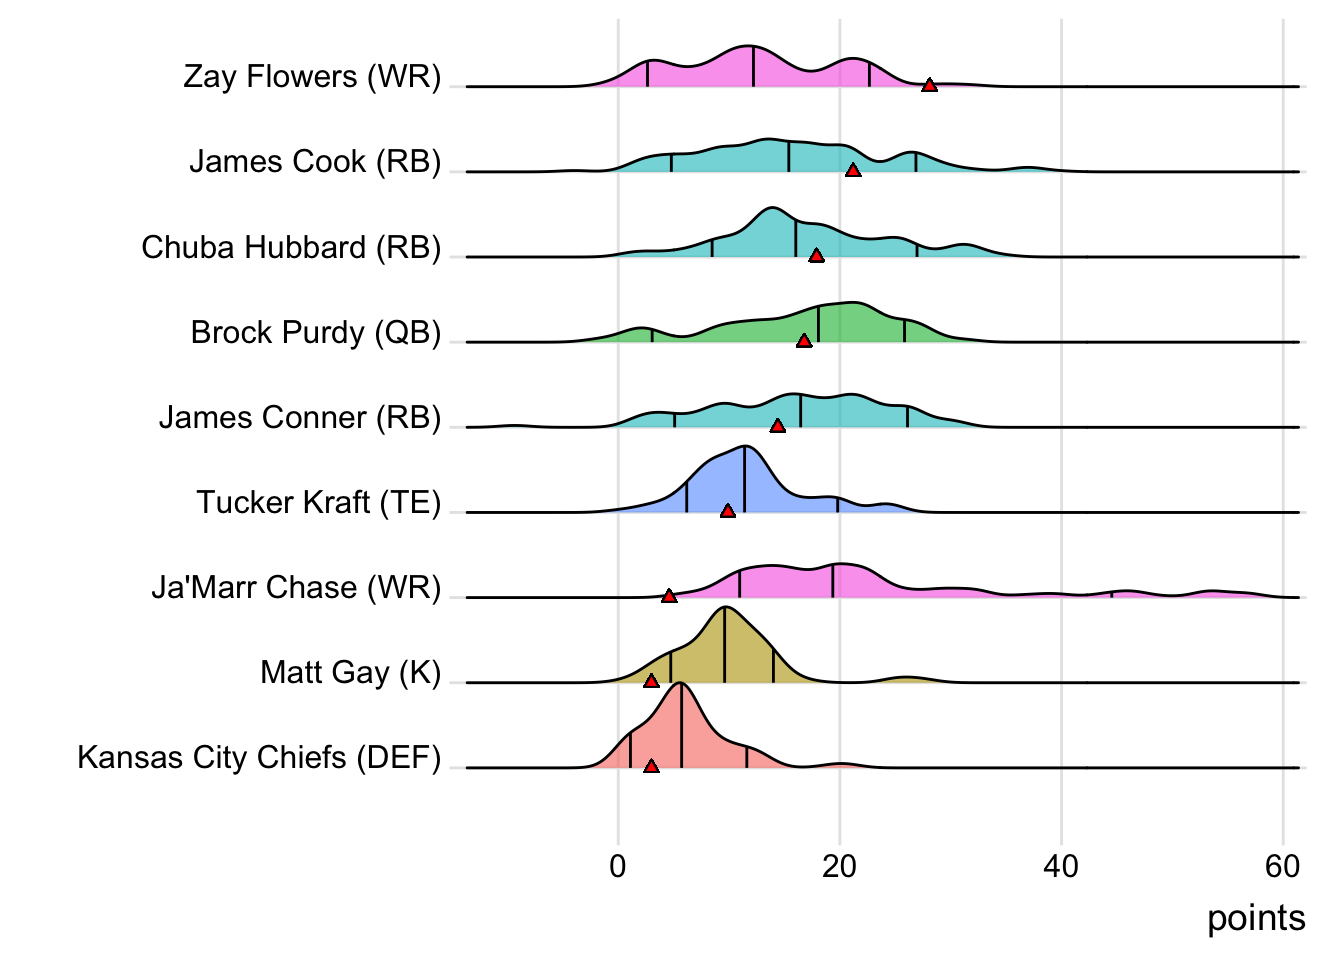 Zay Flowers (WR)
James Cook (RB)
Chuba Hubbard (RB)
Brock Purdy (QB)
James Conner (RB)
Tucker Kraft (TE)
Ja'Marr Chase (WR)
Matt Gay (K)
Kansas City Chiefs (DEF)
0 20 40 60
points